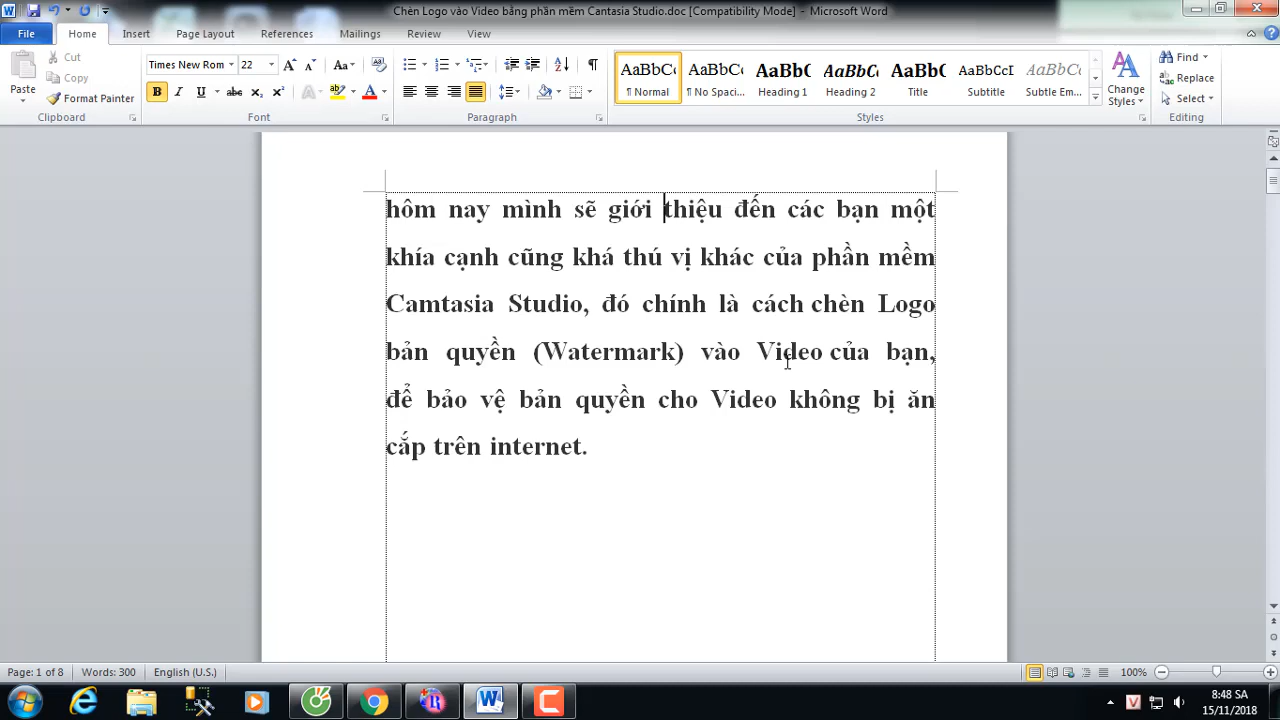 Chèn Logo vào Video bằng phần mềm Cantasia Studio.doc [Compatibility Mode] - Microsoft Word
File Home Insert Page Layout References Mailings Review View
Paste
Cut
Copy
Format Painter
Clipboard
Times New Rom 22
Font
Paragraph
AaBbCc AaBbCc AaBbC AaBbCc AaBbC AaBbCcI AaBbCc
¶ Normal ¶ No Spaci... Heading 1 Heading 2 Title Subtitle Subtle Em...
Change Styles
Styles
Find
Replace
Select
Editing
hôm nay mình sẽ giới thiệu đến các bạn một
khía cạnh cũng khá thú vị khác của phần mềm
Camtasia Studio, đó chính là cách chèn Logo
bản quyền (Watermark) vào Video của bạn,
để bảo vệ bản quyền cho Video không bị ăn
cắp trên internet.
Page: 1 of 8 Words: 300 English (U.S.) 100%
8:48 SA
15/11/2018